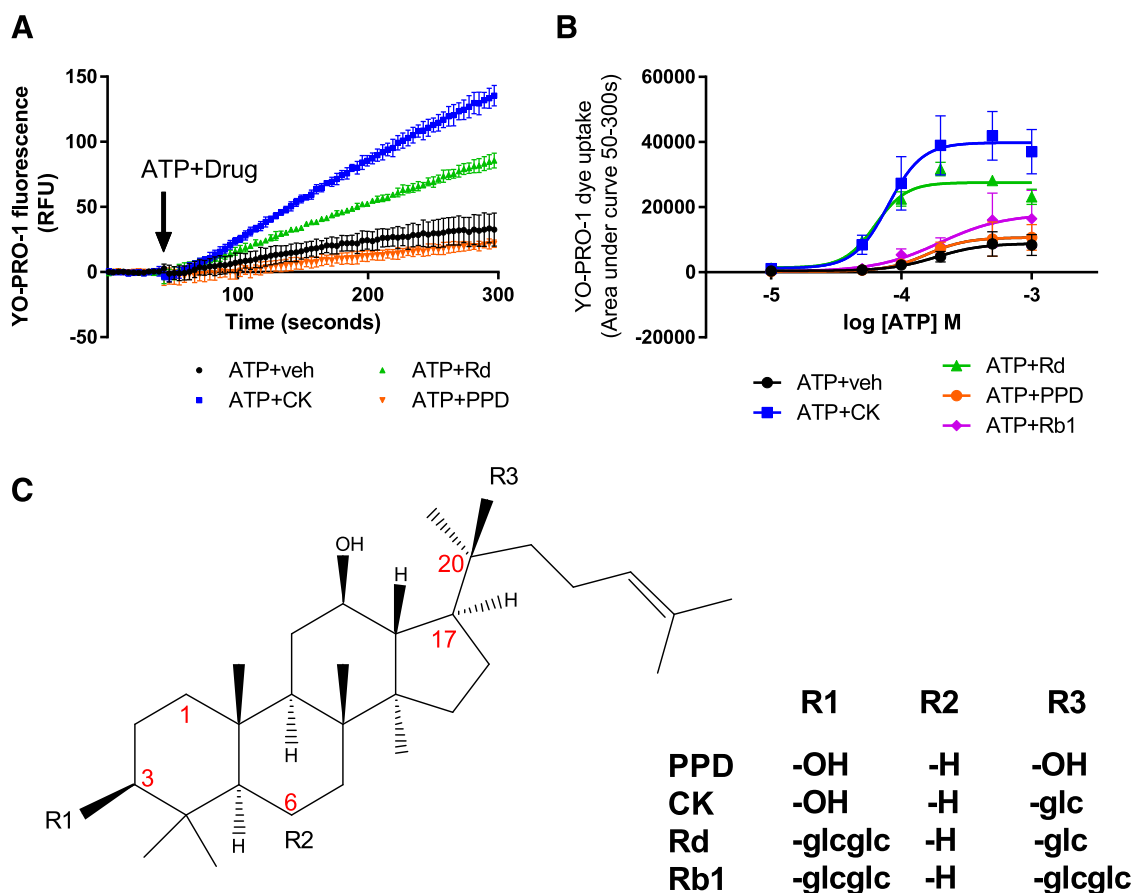 A
YO-PRO-1 fluorescence
(RFU)
150
100
50
0
-50
ATP+Drug
100
200
300
Time (seconds)
ATP+veh
ATP+Rd
ATP+CK
ATP+PPD
B
YO-PRO-1 dye uptake
(Area under curve 50-300s)
60000
40000
20000
0
-20000
-5
-4
-3
log [ATP] M
ATP+veh
ATP+CK
ATP+Rd
ATP+PPD
ATP+Rb1
C
R3
OH
20
H
H
17
1
H
3
6
R1
H
R2
R1 R2 R3
PPD -OH -H -OH
CK -OH -H -glc
Rd -glcglc -H -glc
Rb1 -glcglc -H -glcglc